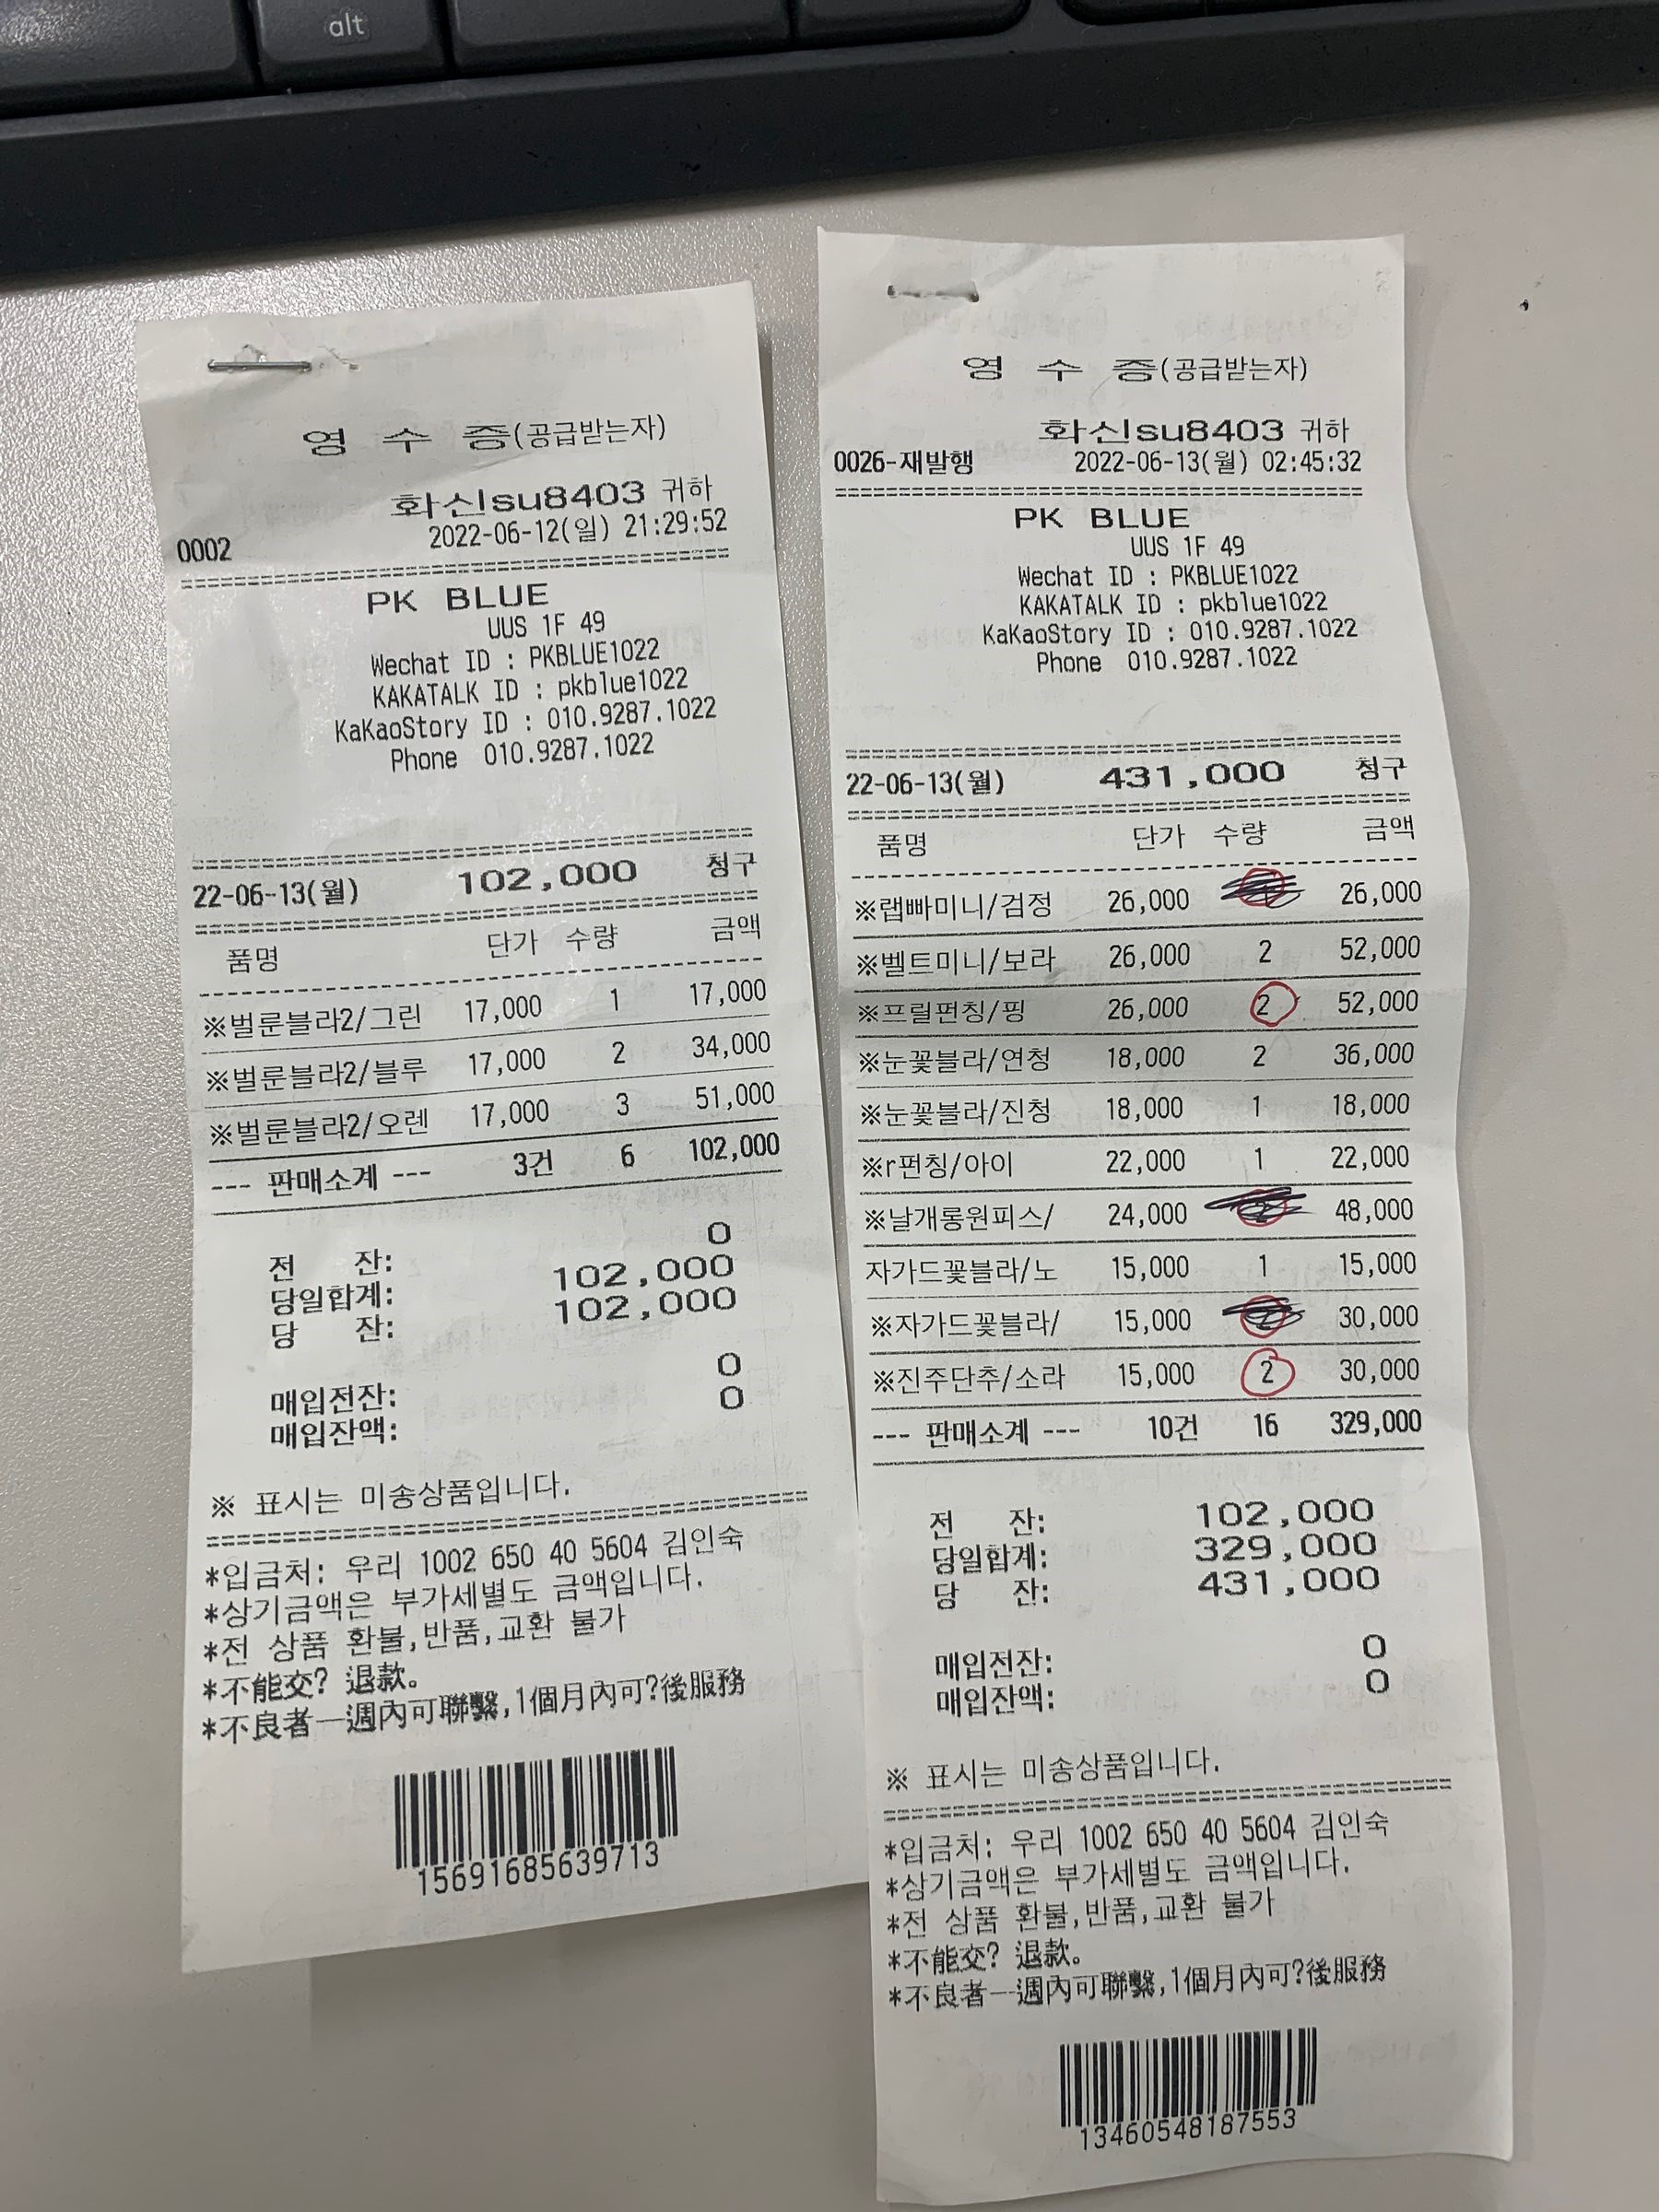 alt
영 수 증(공급받는자)
화신su8403 귀하
0002 2022-06-12(일) 21:29:52
PK BLUE
UUS 1F 49
Wechat ID : PKBLUE1022
KAKATALK ID : pkblue1022
KaKaoStory ID : 010.9287.1022
Phone 010.9287.1022
22-06-13(월) 102,000 청구
품명 단가 수량 금액
※벌룬블라2/그린 17,000 1 17,000
※벌룬블라2/블루 17,000 2 34,000
※벌룬블라2/오렌 17,000 3 51,000
--- 판매소계 --- 3건 6 102,000
전 잔: 0
당일합계: 102,000
당 잔: 102,000
매입전잔: 0
매입잔액: 0
※ 표시는 미송상품입니다.
*입금처: 우리 1002 650 40 5604 김인숙
*상기금액은 부가세별도 금액입니다.
*전 상품 환불,반품,교환 불가
*不能交? 退款。
*不良者一週內可聯繫,1個月內可?後服務
15691685639713
영 수 증(공급받는자)
화신su8403 귀하
0026-재발행 2022-06-13(월) 02:45:32
PK BLUE
UUS 1F 49
Wechat ID : PKBLUE1022
KAKATALK ID : pkblue1022
KaKaoStory ID : 010.9287.1022
Phone 010.9287.1022
22-06-13(월) 431,000 청구
품명 단가 수량 금액
※랩빠미니/검정 26,000 26,000
※벨트미니/보라 26,000 2 52,000
※프릴펀칭/핑 26,000 2 52,000
※눈꽃블라/연청 18,000 2 36,000
※눈꽃블라/진청 18,000 1 18,000
※r펀칭/아이 22,000 1 22,000
※날개롱원피스/ 24,000 48,000
자가드꽃블라/노 15,000 1 15,000
※자가드꽃블라/ 15,000 30,000
※진주단추/소라 15,000 2 30,000
--- 판매소계 --- 10건 16 329,000
전 잔: 102,000
당일합계: 329,000
당 잔: 431,000
매입전잔: 0
매입잔액: 0
※ 표시는 미송상품입니다.
*입금처: 우리 1002 650 40 5604 김인숙
*상기금액은 부가세별도 금액입니다.
*전 상품 환불,반품,교환 불가
*不能交? 退款。
*不良者一週內可聯繫,1個月內可?後服務
13460548187553